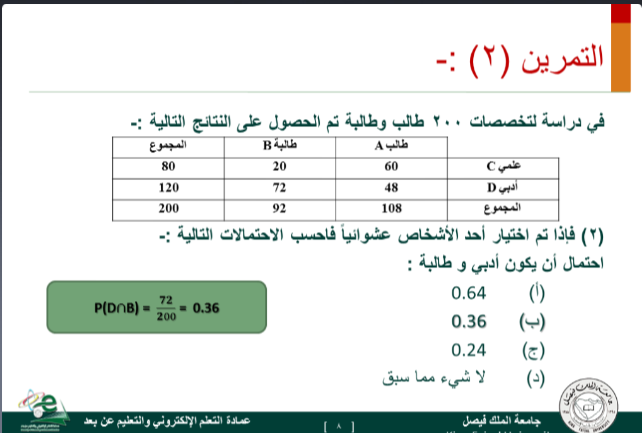 التمرين (٢) :-
في دراسة لتخصصات ٢٠٠ طالب وطالبة تم الحصول على النتائج التالية :-
طالب A طالبة B المجموع
علمي C 60 20 80
أدبي D 48 72 120
المجموع 108 92 200
(٢) فإذا تم اختيار أحد الأشخاص عشوائياً فاحسب الاحتمالات التالية :-
احتمال أن يكون أدبي و طالبة :
(أ) 0.64
(ب) 0.36
(ج) 0.24
(د) لا شيء مما سبق
P(D∩B) = 72/200 = 0.36
جامعة الملك فيصل
[ ٨ ]
عمادة التعلم الإلكتروني والتعليم عن بعد